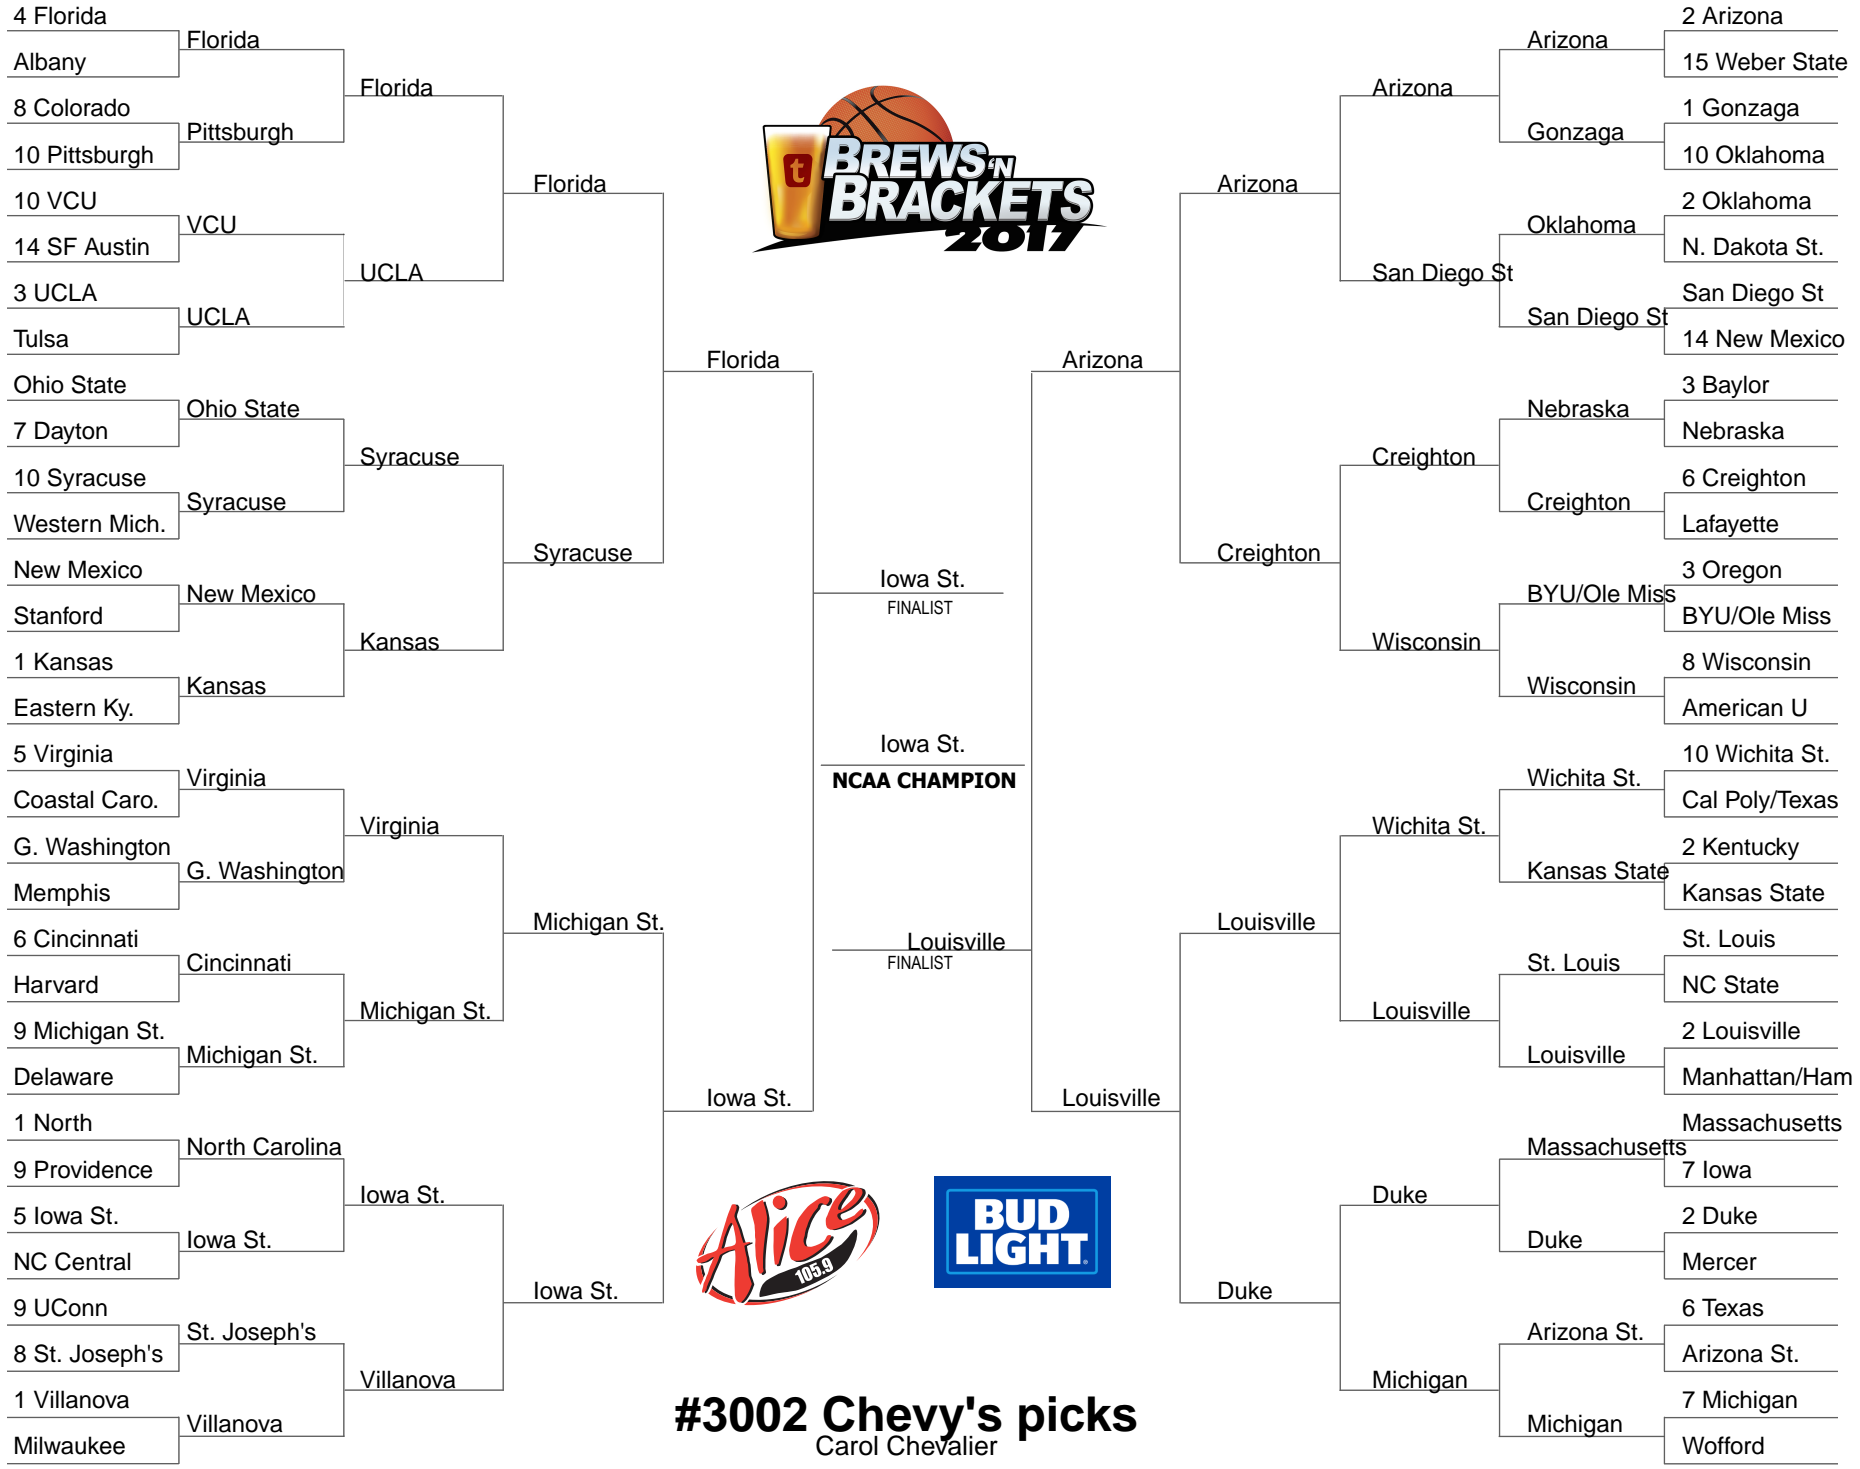 4 Florida
Albany
8 Colorado
10 Pittsburgh
10 VCU
14 SF Austin
3 UCLA
Tulsa
Ohio State
7 Dayton
10 Syracuse
Western Mich.
New Mexico
Stanford
1 Kansas
Eastern Ky.
5 Virginia
Coastal Caro.
G. Washington
Memphis
6 Cincinnati
Harvard
9 Michigan St.
Delaware
1 North
9 Providence
5 Iowa St.
NC Central
9 UConn
8 St. Joseph's
1 Villanova
Milwaukee
Florida
Pittsburgh
VCU
UCLA
Ohio State
Syracuse
New Mexico
Kansas
Virginia
G. Washington
Cincinnati
Michigan St.
North Carolina
Iowa St.
St. Joseph's
Villanova
Florida
UCLA
Syracuse
Kansas
Virginia
Michigan St.
Iowa St.
Villanova
Florida
Syracuse
Michigan St.
Iowa St.
Florida
Iowa St.
t
BREWS 'N
BRACKETS
2017
Iowa St.
FINALIST
Iowa St.
NCAA CHAMPION
Louisville
FINALIST
Alice
105.9
BUD
LIGHT
#3002 Chevy's picks
Carol Chevalier
Arizona
Louisville
Arizona
Creighton
Louisville
Duke
Arizona
San Diego St
Creighton
Wisconsin
Wichita St.
Louisville
Duke
Michigan
Arizona
Gonzaga
Oklahoma
San Diego St
Nebraska
Creighton
BYU/Ole Miss
Wisconsin
Wichita St.
Kansas State
St. Louis
Louisville
Massachusetts
Duke
Arizona St.
Michigan
2 Arizona
15 Weber State
1 Gonzaga
10 Oklahoma
2 Oklahoma
N. Dakota St.
San Diego St
14 New Mexico
3 Baylor
Nebraska
6 Creighton
Lafayette
3 Oregon
BYU/Ole Miss
8 Wisconsin
American U
10 Wichita St.
Cal Poly/Texas
2 Kentucky
Kansas State
St. Louis
NC State
2 Louisville
Manhattan/Ham
Massachusetts
7 Iowa
2 Duke
Mercer
6 Texas
Arizona St.
7 Michigan
Wofford